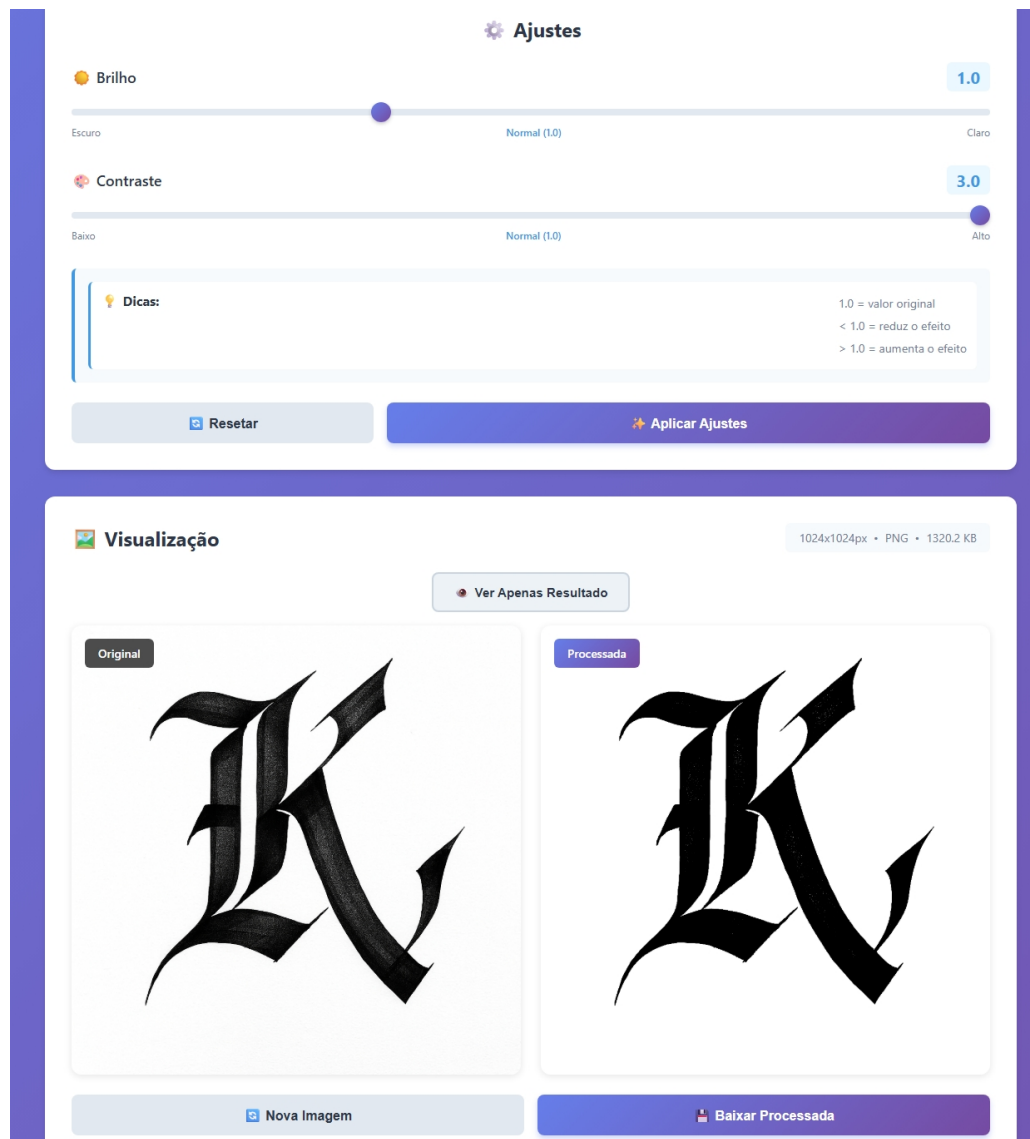 ⚙️ Ajustes
Brilho 1.0
Escuro Normal (1.0) Claro
Contraste 3.0
Baixo Normal (1.0) Alto
Dicas: 1.0 = valor original
< 1.0 = reduz o efeito
> 1.0 = aumenta o efeito
Resetar Aplicar Ajustes
Visualização 1024x1024px • PNG • 1320.2 KB
Ver Apenas Resultado
Original Processada
K K
Nova Imagem Baixar Processada